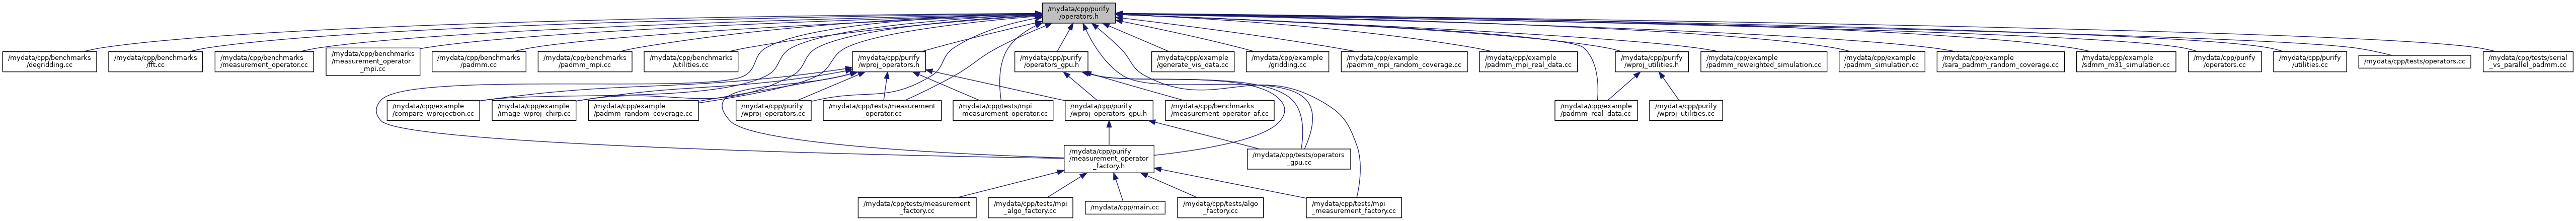 /mydata/cpp/purify
/operators.h
/mydata/cpp/benchmarks
/degridding.cc
/mydata/cpp/benchmarks
/fft.cc
/mydata/cpp/benchmarks
/measurement_operator.cc
/mydata/cpp/benchmarks
/measurement_operator
_mpi.cc
/mydata/cpp/benchmarks
/padmm.cc
/mydata/cpp/benchmarks
/padmm_mpi.cc
/mydata/cpp/benchmarks
/utilities.cc
/mydata/cpp/purify
/wproj_operators.h
/mydata/cpp/purify
/operators_gpu.h
/mydata/cpp/example
/generate_vis_data.cc
/mydata/cpp/example
/gridding.cc
/mydata/cpp/example
/padmm_mpi_random_coverage.cc
/mydata/cpp/example
/padmm_mpi_real_data.cc
/mydata/cpp/purify
/wproj_utilities.h
/mydata/cpp/example
/padmm_reweighted_simulation.cc
/mydata/cpp/example
/padmm_simulation.cc
/mydata/cpp/example
/sara_padmm_random_coverage.cc
/mydata/cpp/example
/sdmm_m31_simulation.cc
/mydata/cpp/purify
/operators.cc
/mydata/cpp/purify
/utilities.cc
/mydata/cpp/tests/operators.cc
/mydata/cpp/tests/serial
_vs_parallel_padmm.cc
/mydata/cpp/example
/compare_wprojection.cc
/mydata/cpp/example
/image_wproj_chirp.cc
/mydata/cpp/example
/padmm_random_coverage.cc
/mydata/cpp/purify
/wproj_operators.cc
/mydata/cpp/tests/measurement
_operator.cc
/mydata/cpp/tests/mpi
_measurement_operator.cc
/mydata/cpp/purify
/wproj_operators_gpu.h
/mydata/cpp/benchmarks
/measurement_operator_af.cc
/mydata/cpp/example
/padmm_real_data.cc
/mydata/cpp/purify
/wproj_utilities.cc
/mydata/cpp/purify
/measurement_operator
_factory.h
/mydata/cpp/tests/operators
_gpu.cc
/mydata/cpp/tests/measurement
_factory.cc
/mydata/cpp/tests/mpi
_algo_factory.cc
/mydata/cpp/main.cc
/mydata/cpp/tests/algo
_factory.cc
/mydata/cpp/tests/mpi
_measurement_factory.cc